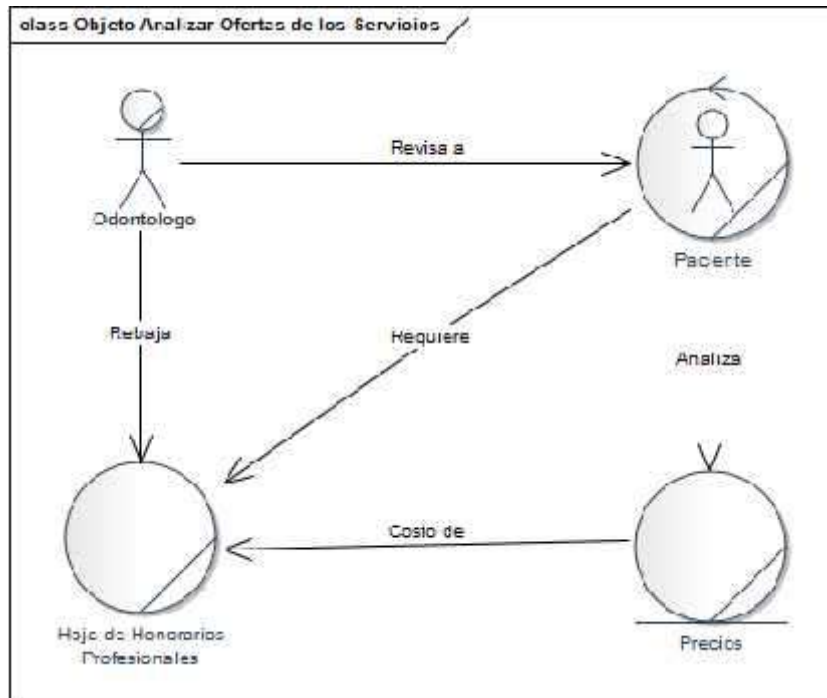 class Objeto Analizar Ofertas de los Servicios
Revisa a
Odontologo
Paciente
Rebaja
Requiere
Analiza
Costo de
Hoja de Honorarios
Profesionales
Precios